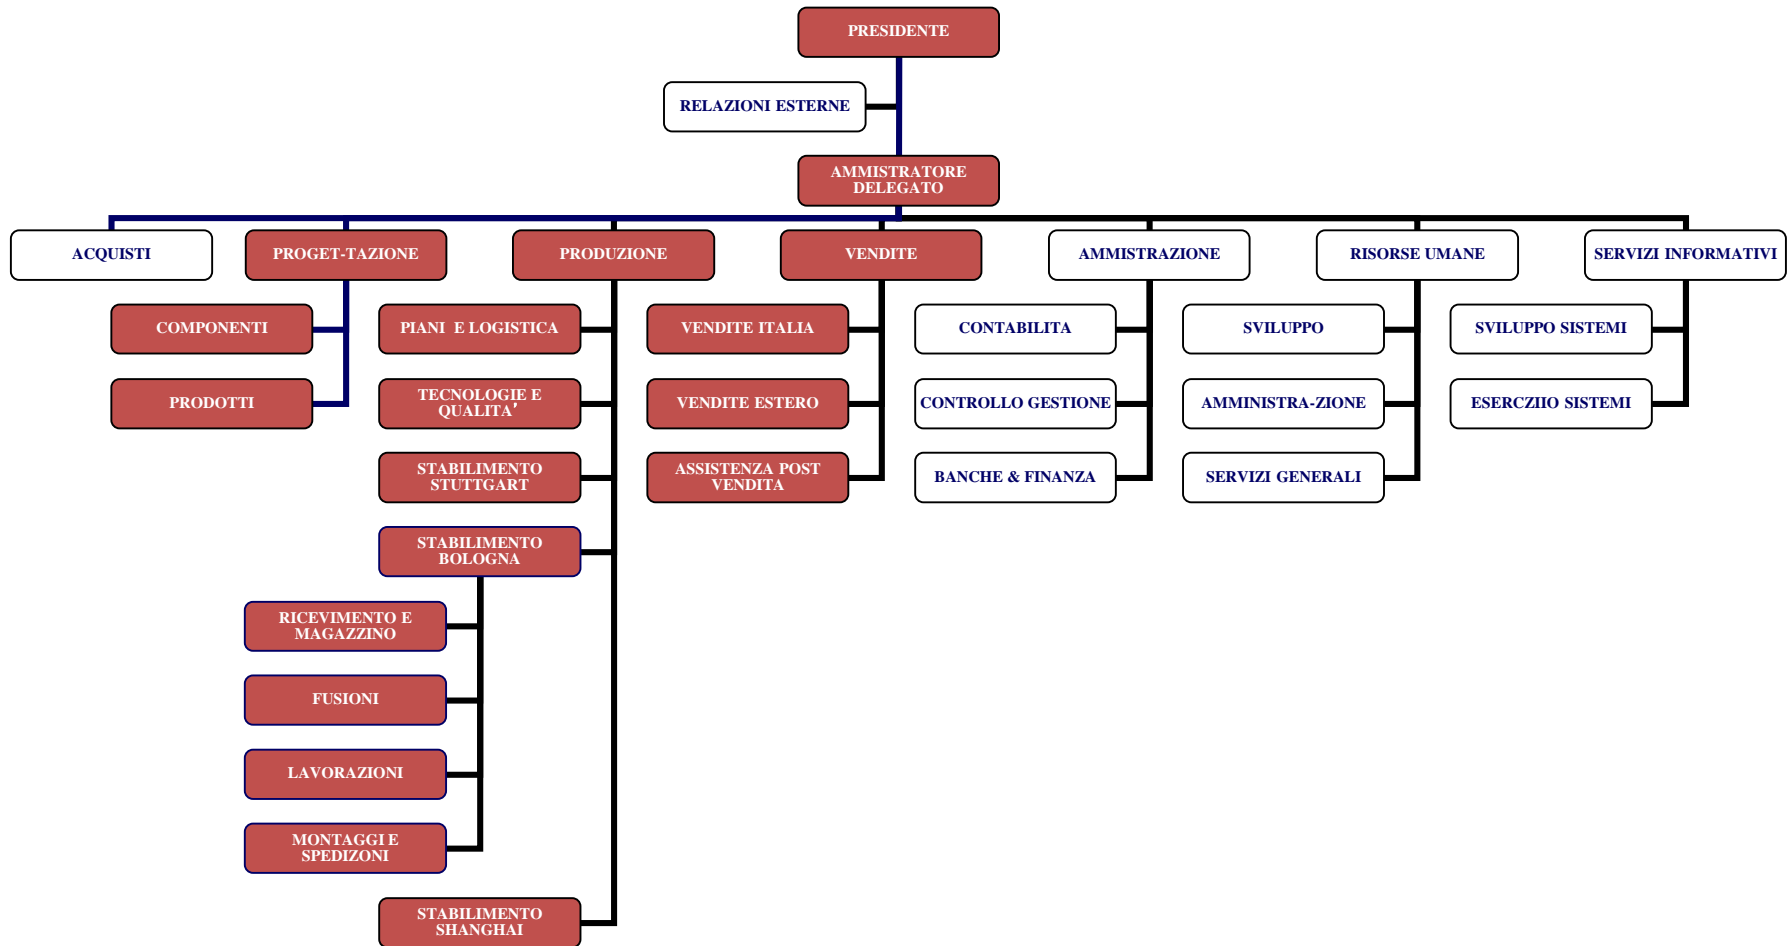 PRESIDENTE
RELAZIONI ESTERNE
AMMISTRATORE
DELEGATO
ACQUISTI
PROGET-TAZIONE
PRODUZIONE
VENDITE
AMMISTRAZIONE
RISORSE UMANE
SERVIZI INFORMATIVI
COMPONENTI
PIANI E LOGISTICA
VENDITE ITALIA
CONTABILITA
SVILUPPO
SVILUPPO SISTEMI
PRODOTTI
TECNOLOGIE E
QUALITA'
VENDITE ESTERO
CONTROLLO GESTIONE
AMMINISTRA-ZIONE
ESERCZIIO SISTEMI
STABILIMENTO
STUTTGART
ASSISTENZA POST
VENDITA
BANCHE & FINANZA
SERVIZI GENERALI
STABILIMENTO
BOLOGNA
RICEVIMENTO E
MAGAZZINO
FUSIONI
LAVORAZIONI
MONTAGGI E
SPEDIZONI
STABILIMENTO
SHANGHAI